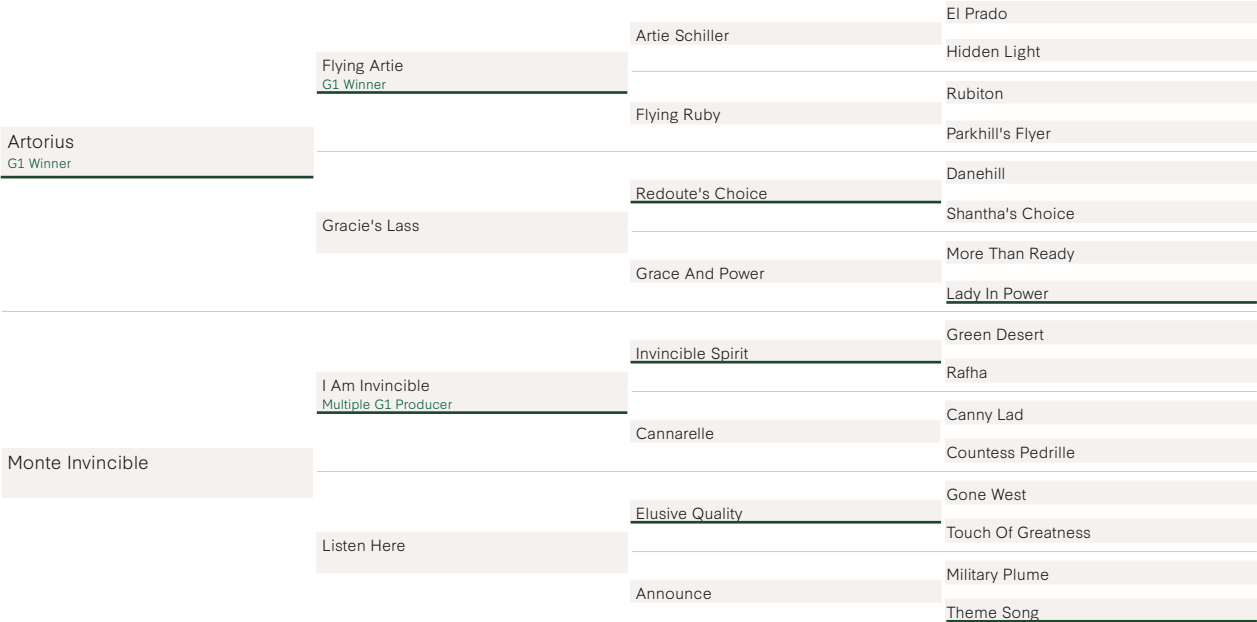 El Prado
Artie Schiller
Hidden Light
Flying Artie
G1 Winner
Rubiton
Flying Ruby
Parkhill's Flyer
Artorius
G1 Winner
Danehill
Redoute's Choice
Shantha's Choice
Gracie's Lass
More Than Ready
Grace And Power
Lady In Power
Green Desert
Invincible Spirit
Rafha
I Am Invincible
Multiple G1 Producer
Canny Lad
Cannarelle
Countess Pedrille
Monte Invincible
Gone West
Elusive Quality
Touch Of Greatness
Listen Here
Military Plume
Announce
Theme Song